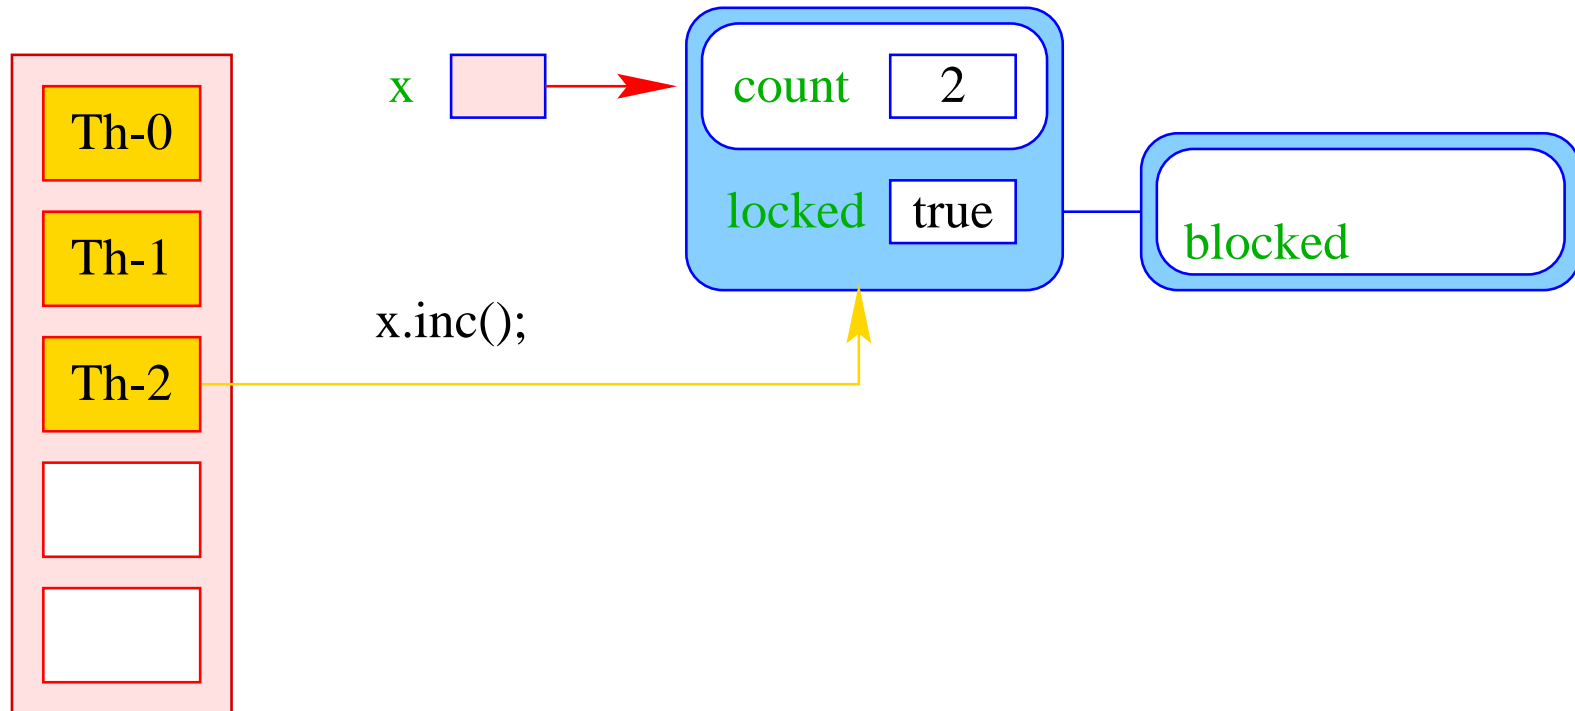 x
count 2
Th-0
locked true
blocked
Th-1
x.inc();
Th-2